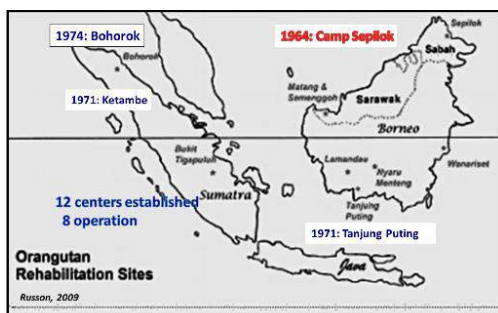 1974: Bohorok
1964: Camp Sepilok
Sepilok
Sabah
Bohorok
1971: Ketambe
Matang &
Semenggoh
Sarawak
Borneo
Bukit
Tigapuluh
Lamandau
Wanariset
Nyaru
Menteng
Sumatra
12 centers established
8 operation
Tanjung
Puting
1971: Tanjung Puting
Orangutan
Rehabilitation Sites
Java
Russon, 2009